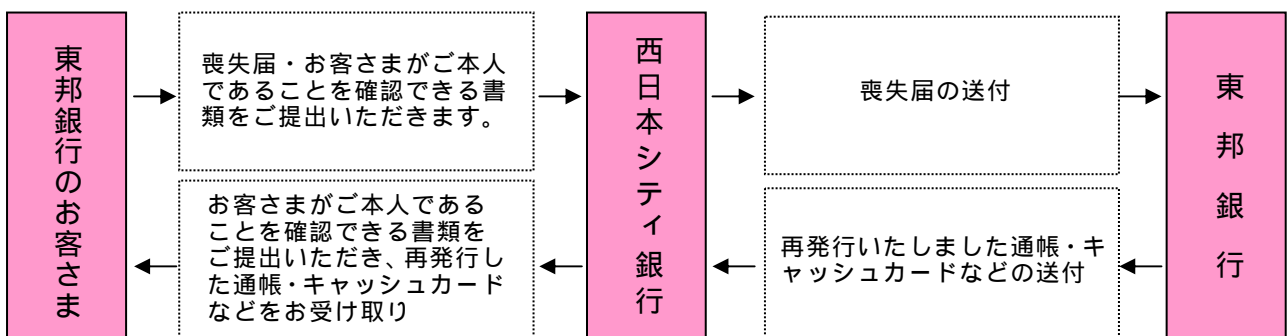 東邦銀行のお客さま
喪失届・お客さまがご本人
であることを確認できる書
類をご提出いただきます。
西日本シティ銀行
喪失届の送付
東邦銀行
お客さまがご本人である
ことを確認できる書類を
ご提出いただき、再発行し
た通帳・キャッシュカード
などをお受け取り
再発行いたしました通帳・キ
ャッシュカードなどの送付